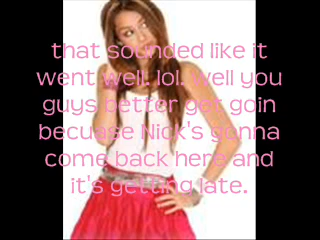 that sounded like it
went well. lol. well you
guys better get goin
becuase Nick's gonna
come back here and
it's getting late.